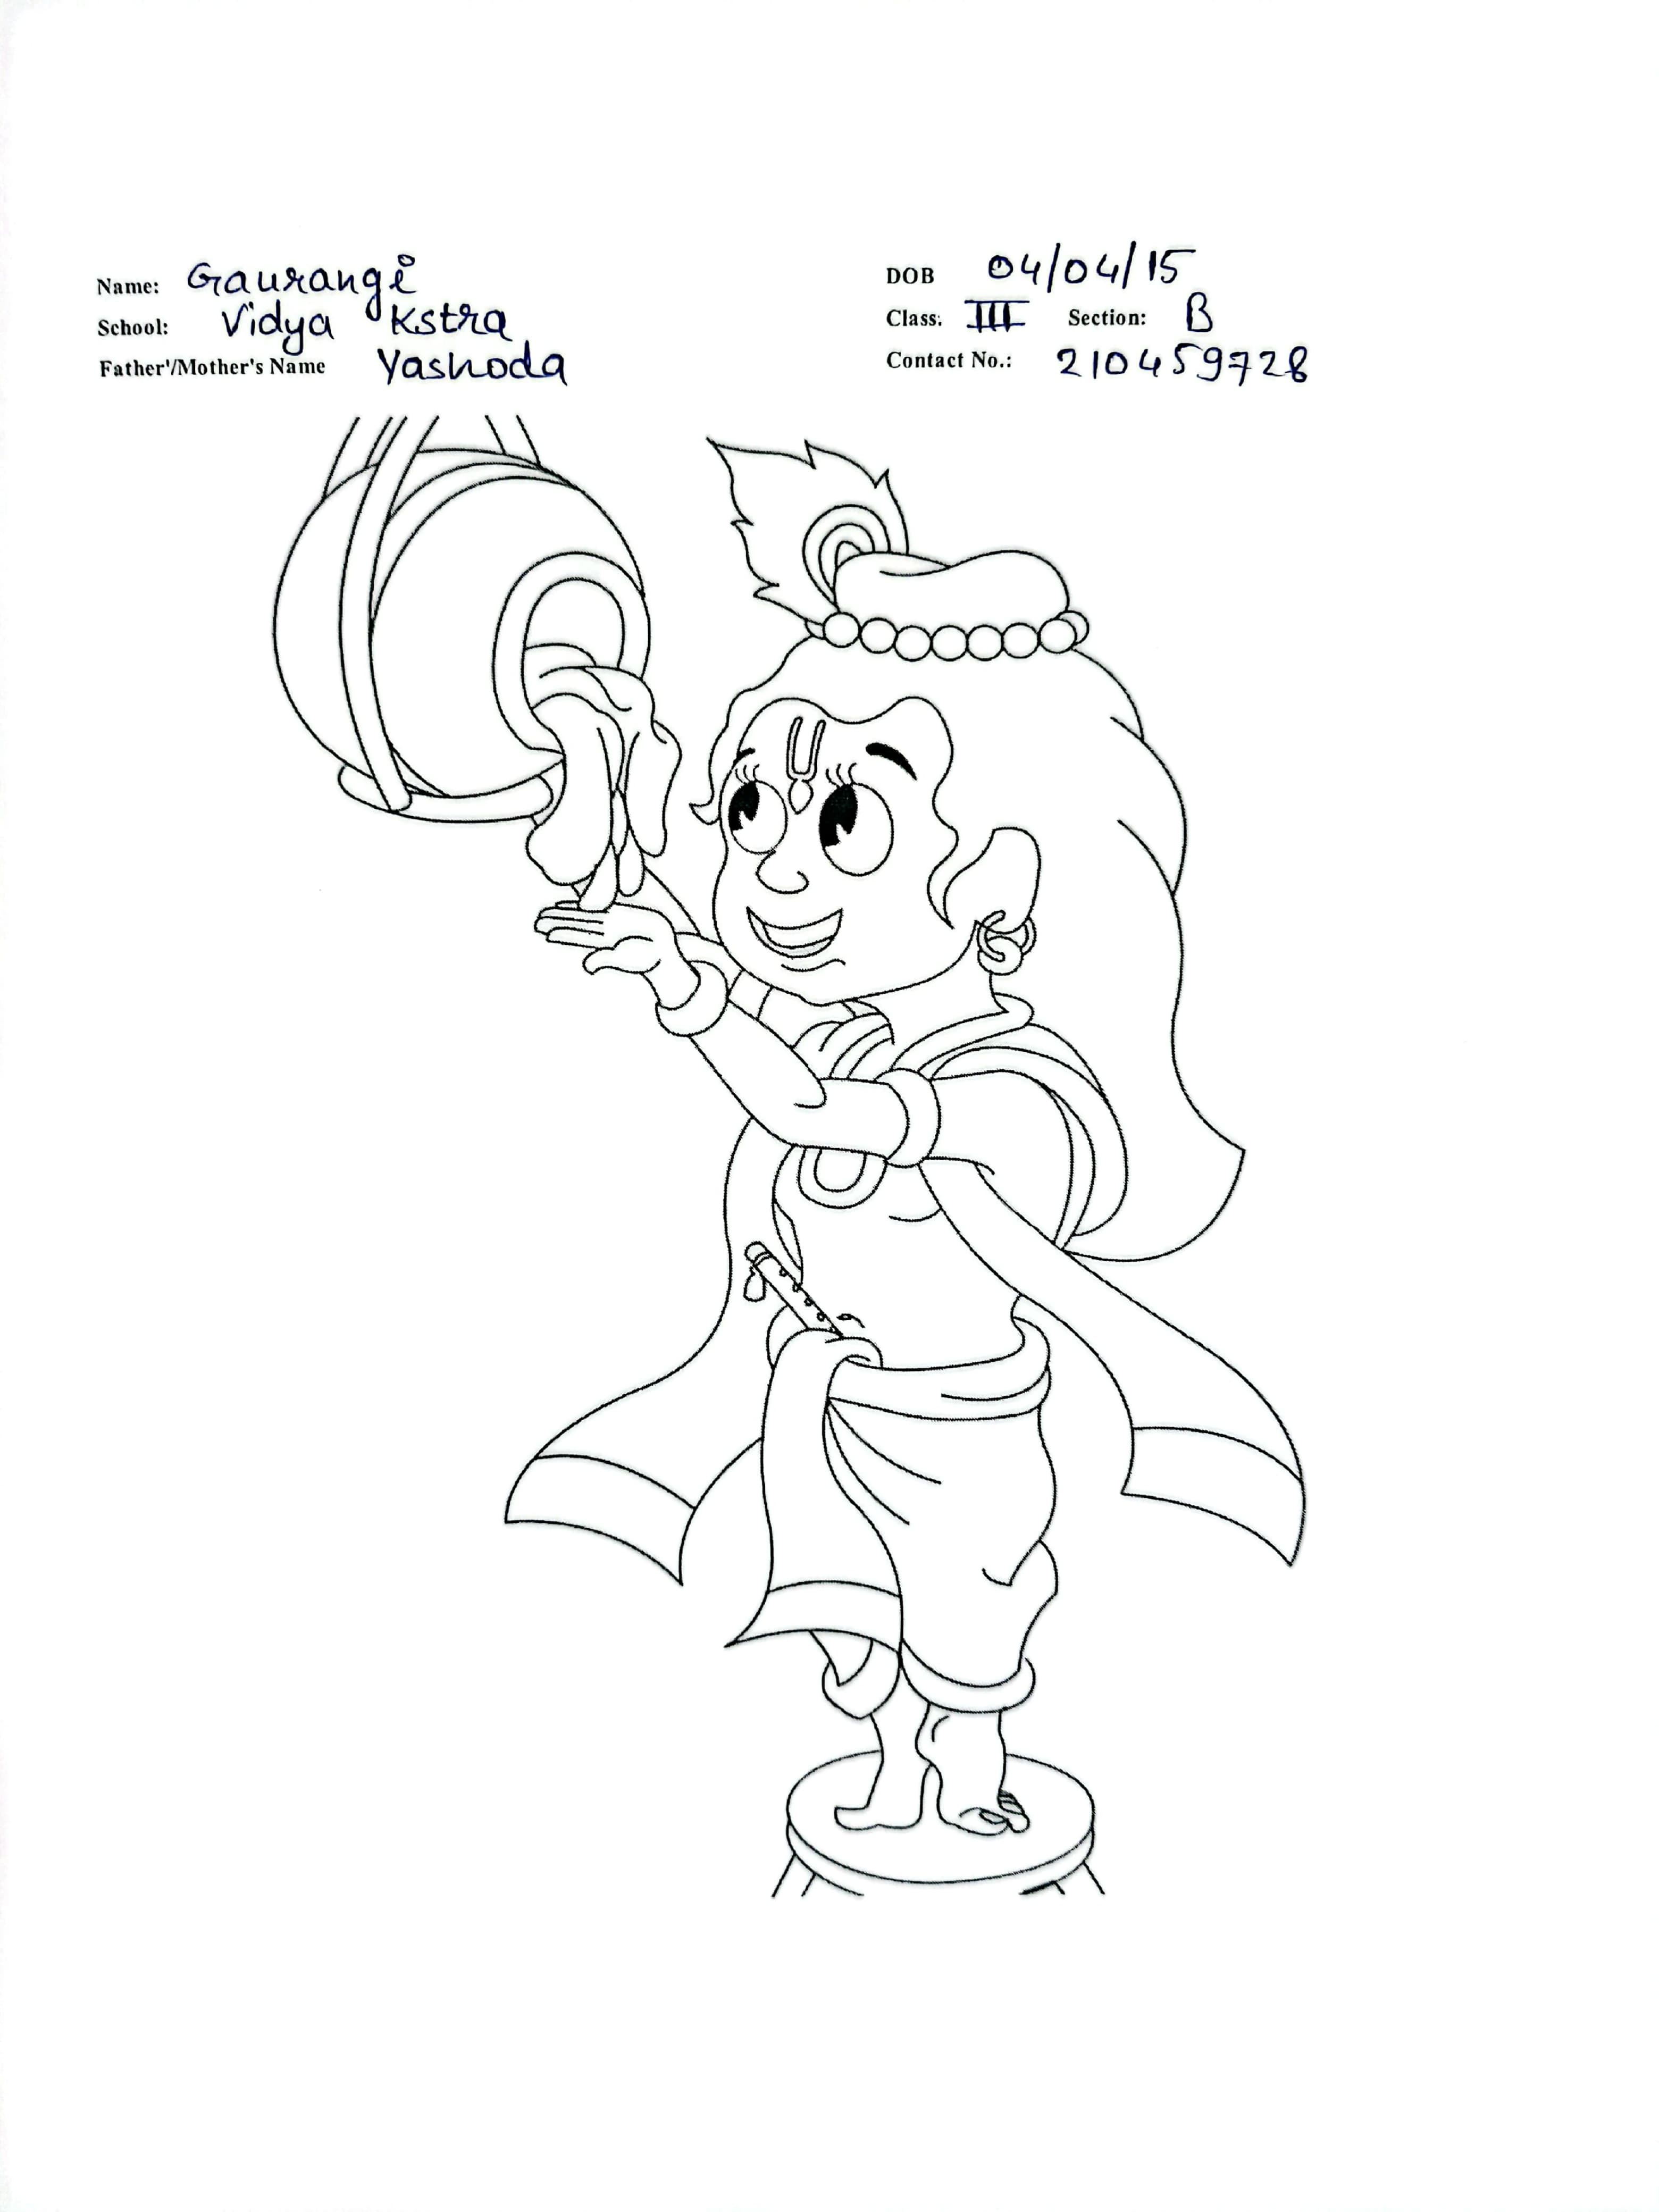 Name: Gaurangi
School: Vidya Kstra
Father'/Mother's Name Yashoda
DOB 04/04/15
Class: III Section: B
Contact No.: 210459728